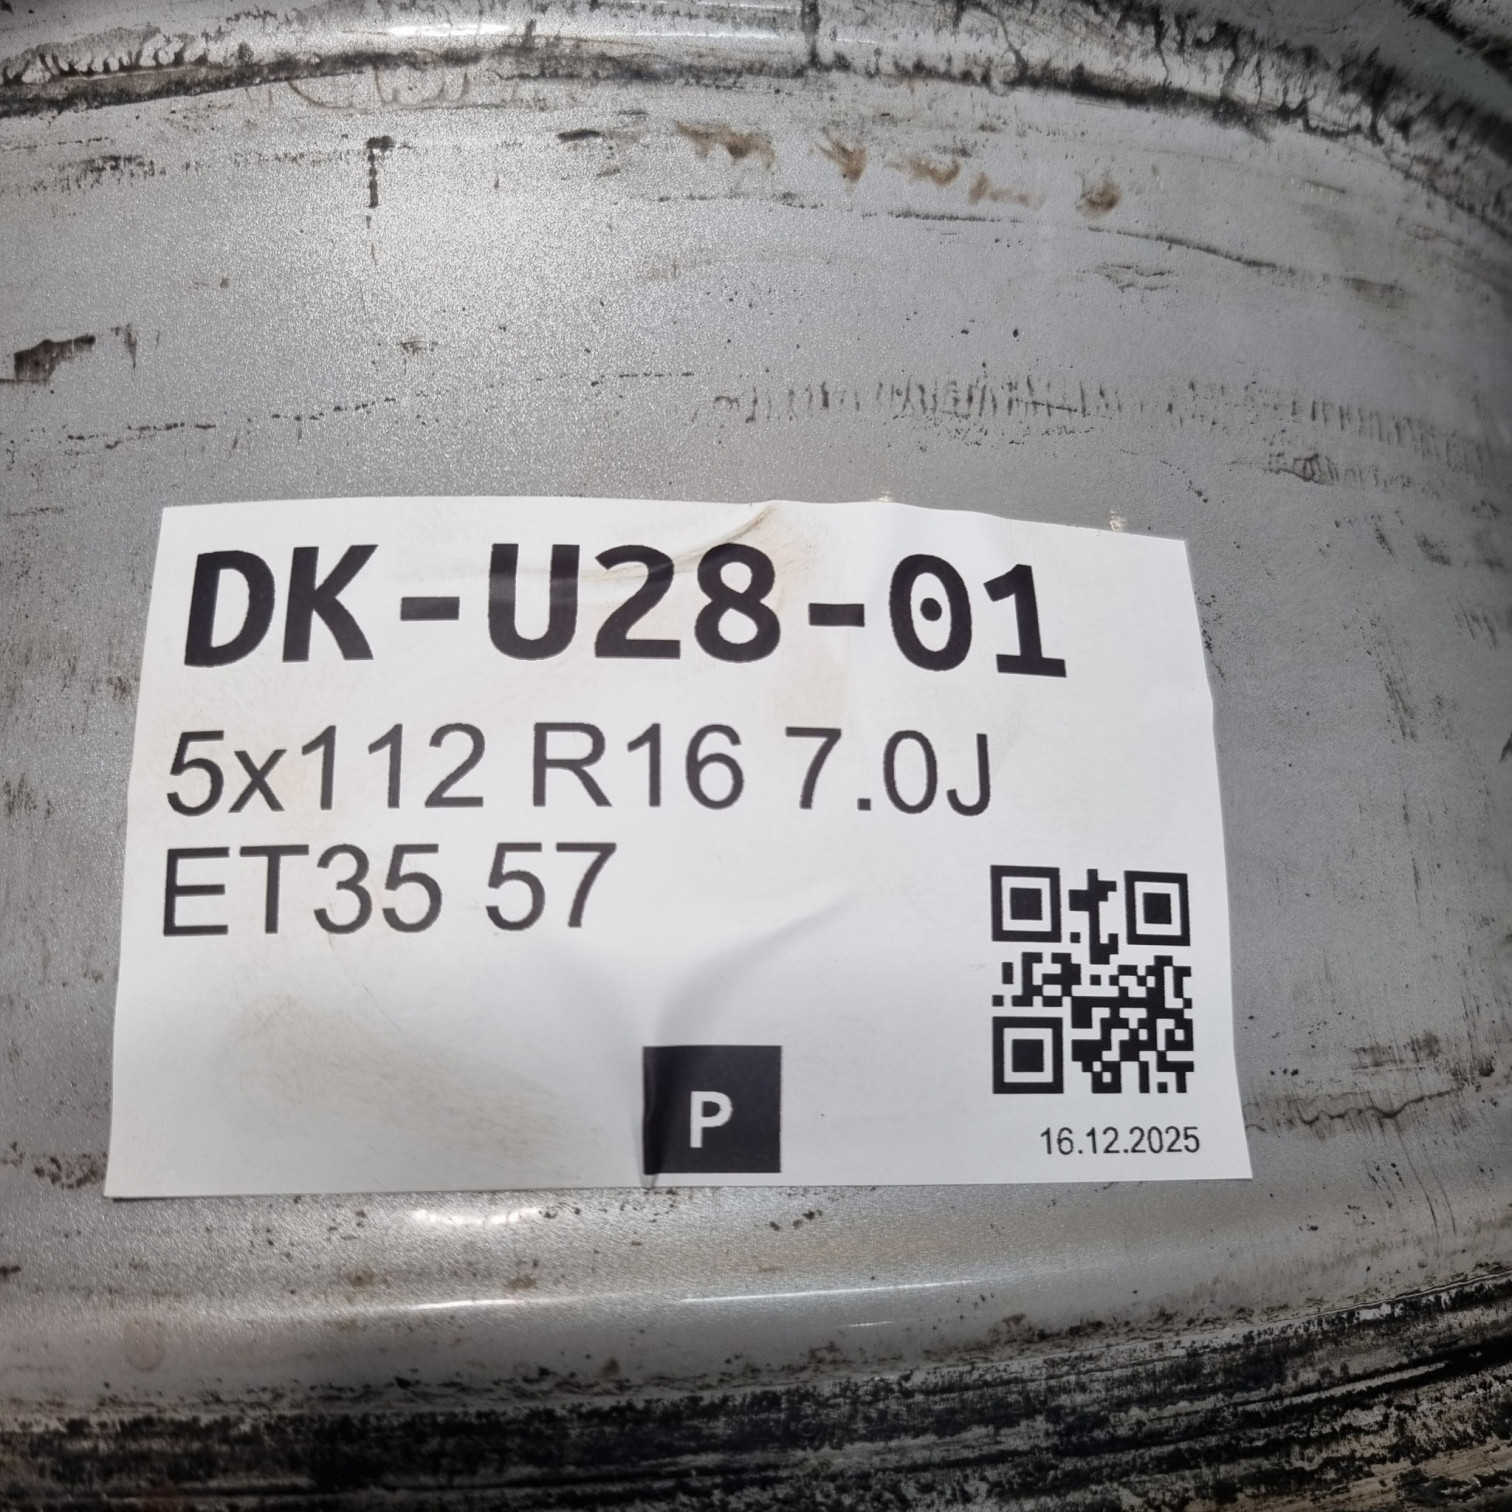 DK-U28-01
5x112 R16 7.0J
ET35 57
P
16.12.2025